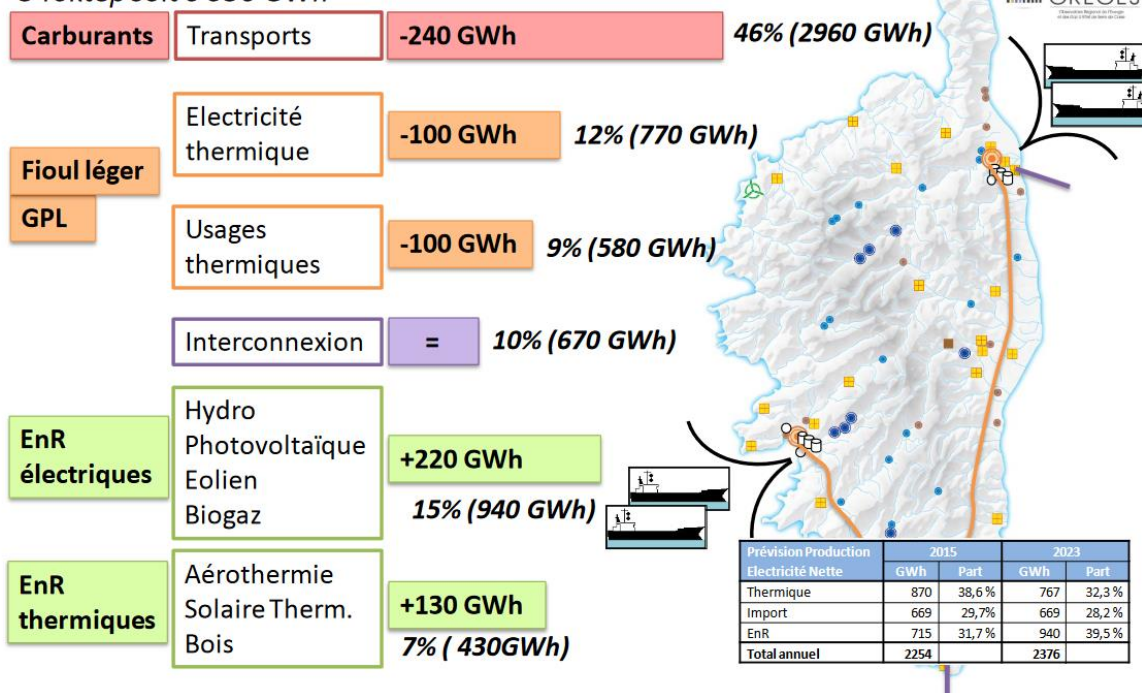 Carburants
Transports
-240 GWh
46% (2960 GWh)
Fioul léger
GPL
Electricité
thermique
-100 GWh
12% (770 GWh)
Usages
thermiques
-100 GWh
9% (580 GWh)
Interconnexion
=
10% (670 GWh)
EnR
électriques
Hydro
Photovoltaïque
Eolien
Biogaz
+220 GWh
15% (940 GWh)
EnR
thermiques
Aérothermie
Solaire Therm.
Bois
+130 GWh
7% ( 430GWh)
Prévision Production 2015 2023
Electricité Nette GWh Part GWh Part
Thermique 870 38,6 % 767 32,3 %
Import 669 29,7% 669 28,2 %
EnR 715 31,7 % 940 39,5 %
Total annuel 2254 2376